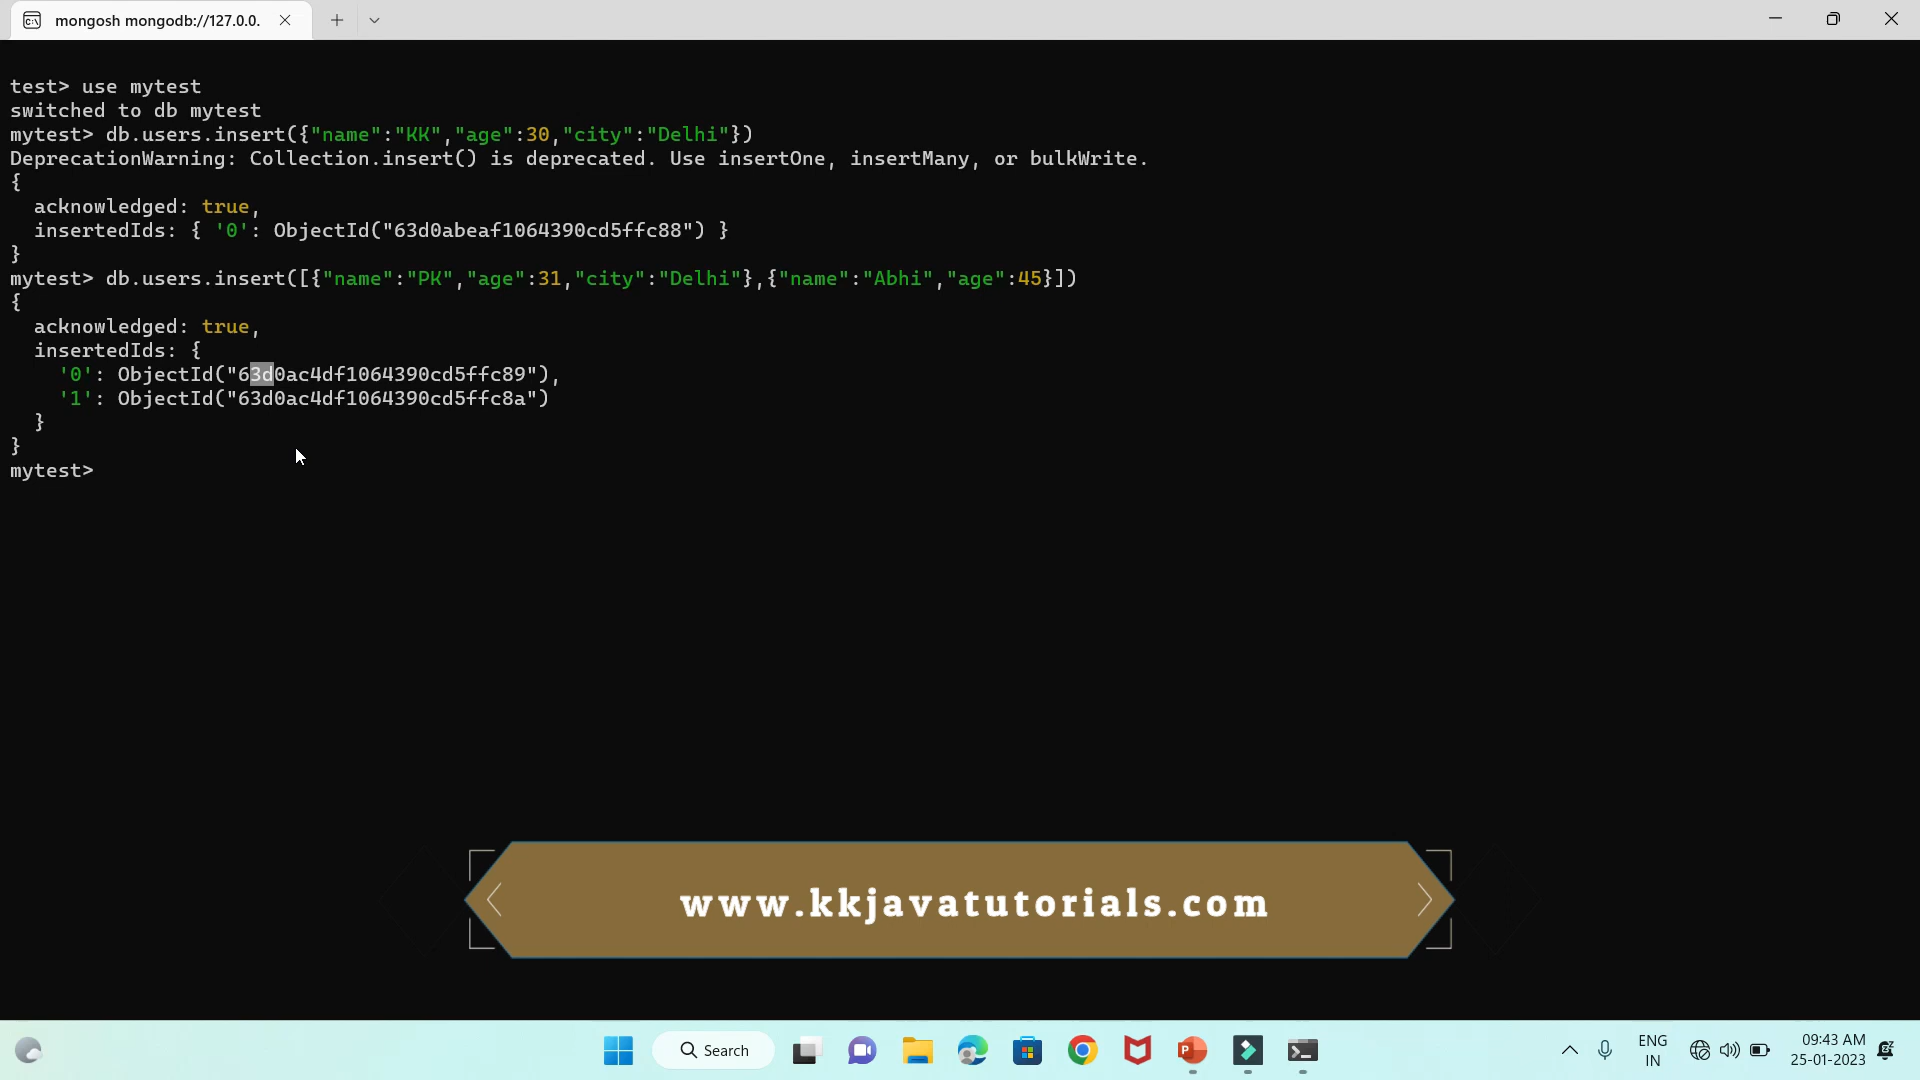 mongosh mongodb://127.0.0.
test> use mytest
switched to db mytest
mytest> db.users.insert({"name":"KK","age":30,"city":"Delhi"})
DeprecationWarning: Collection.insert() is deprecated. Use insertOne, insertMany, or bulkWrite.
{
  acknowledged: true,
  insertedIds: { '0': ObjectId("63d0abeaf1064390cd5ffc88") }
}
mytest> db.users.insert([{"name":"PK","age":31,"city":"Delhi"},{"name":"Abhi","age":45}])
{
  acknowledged: true,
  insertedIds: {
    '0': ObjectId("63d0ac4df1064390cd5ffc89"),
    '1': ObjectId("63d0ac4df1064390cd5ffc8a")
  }
}
mytest>
www.kkjavatutorials.com
Search
ENG
IN
09:43 AM
25-01-2023